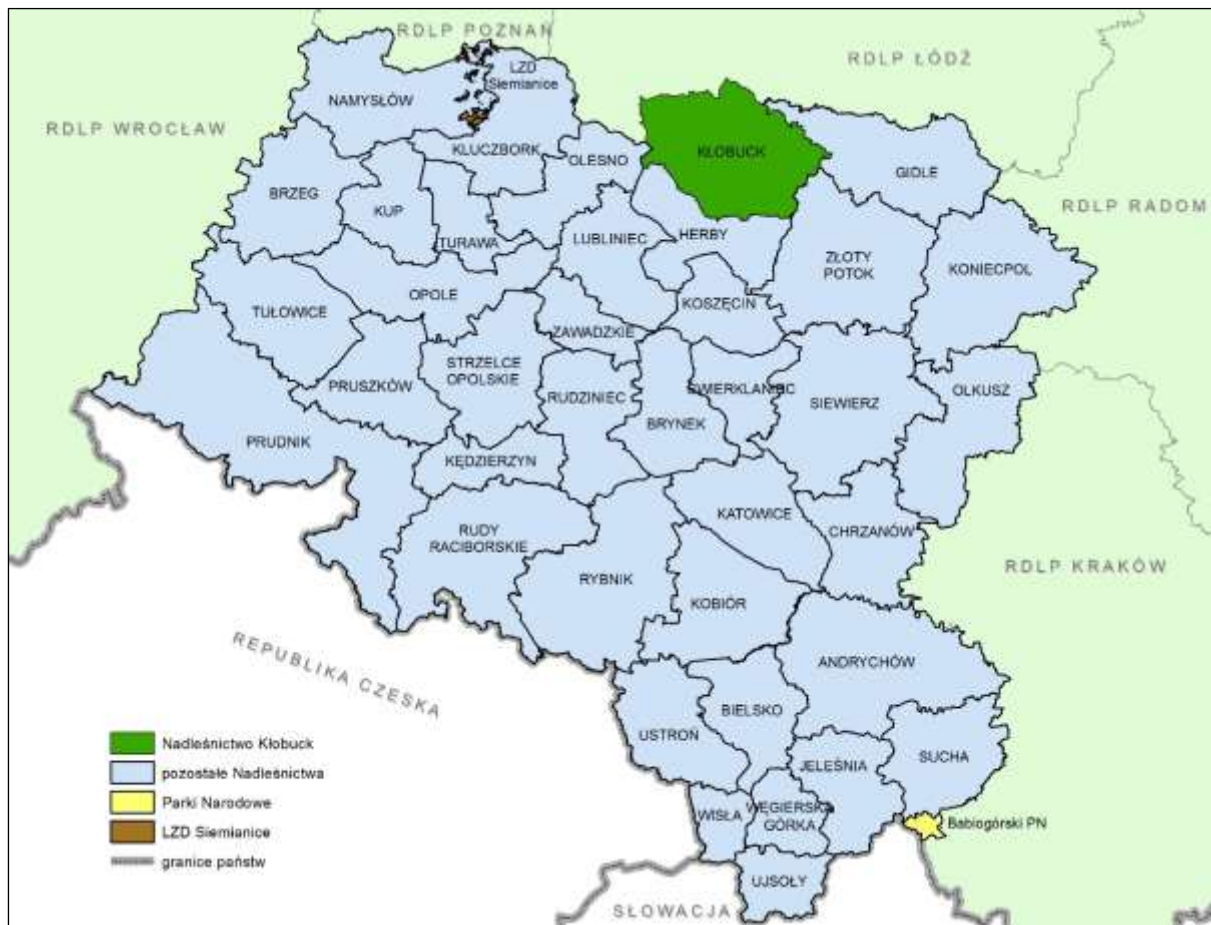 RDLP POZNAŃ
LZD
Siemianice
RDLP ŁÓDŹ
NAMYSŁÓW
RDLP WROCŁAW
KLUCZBORK
OLESNO
KŁOBUCK
GIDLE
BRZEG
KUP
RDLP RADOM
TURAWA
LUBLINIEC
HERBY
ZŁOTY
POTOK
KONIECPOL
OPOLE
KOSZĘCIN
TUŁOWICE
ZAWADZKIE
STRZELCE
OPOLSKIE
PRUSZKÓW
RUDZINIEC
ŚWIERKLANIEC
OLKUSZ
SIEWIERZ
BRYNEK
PRUDNIK
KĘDZIERZYN
KATOWICE
CHRZANÓW
RUDY
RACIBORSKIE
RYBNIK
RDLP KRAKÓW
KOBIÓR
REPUBLIKA CZESKA
ANDRYCHÓW
BIELSKO
USTROŃ
SUCHA
JELEŚNIA
Nadleśnictwo Kłobuck
pozostałe Nadleśnictwa
Parki Narodowe
LZD Siemianice
granice państw
WISŁA
WĘGIERSKA
GÓRKA
Babiogórski PN
UJSOŁY
SŁOWACJA